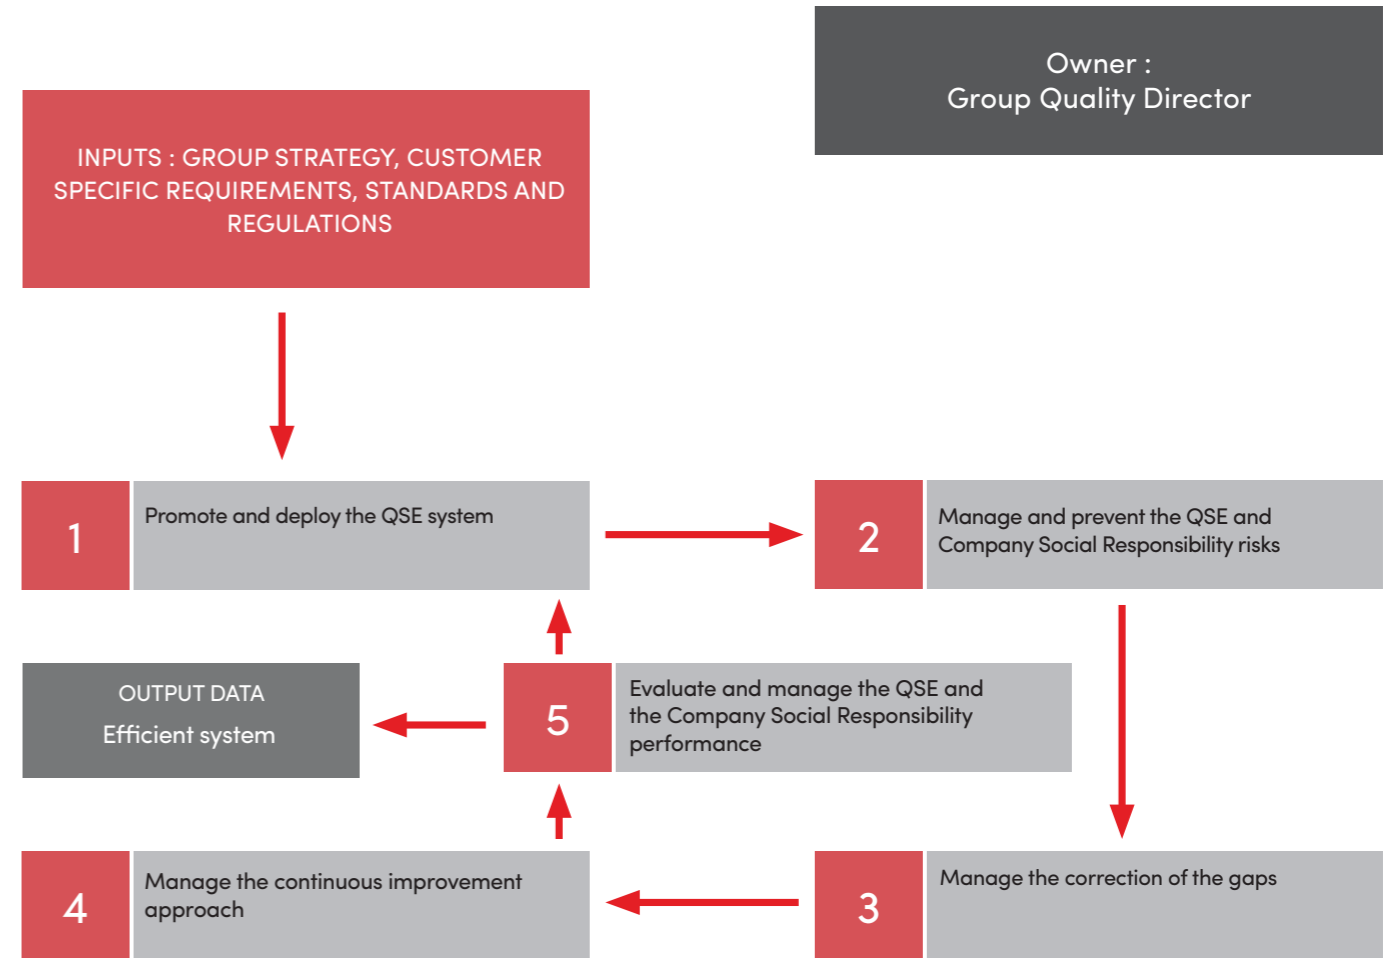 Owner :
Group Quality Director
INPUTS : GROUP STRATEGY, CUSTOMER
SPECIFIC REQUIREMENTS, STANDARDS AND
REGULATIONS
1
Promote and deploy the QSE system
2
Manage and prevent the QSE and
Company Social Responsibility risks
OUTPUT DATA
Efficient system
5
Evaluate and manage the QSE and
the Company Social Responsibility
performance
4
Manage the continuous improvement
approach
3
Manage the correction of the gaps